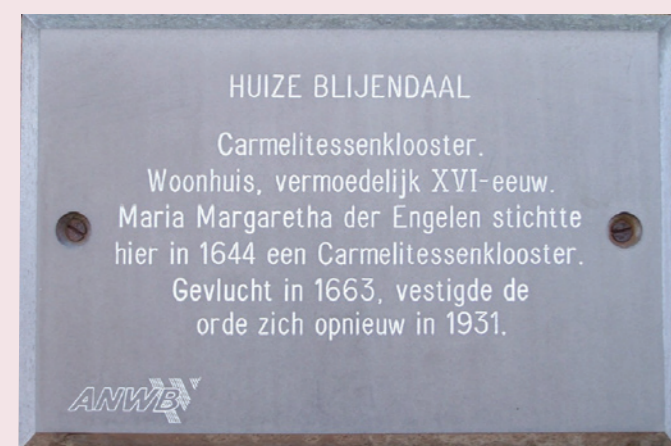 HUIZE BLIJENDAAL
Carmelitessenklooster.
Woonhuis, vermoedelijk XVI-eeuw.
Maria Margaretha der Engelen stichtte
hier in 1644 een Carmelitessenklooster.
Gevlucht in 1663, vestigde de
orde zich opnieuw in 1931.
ANWB